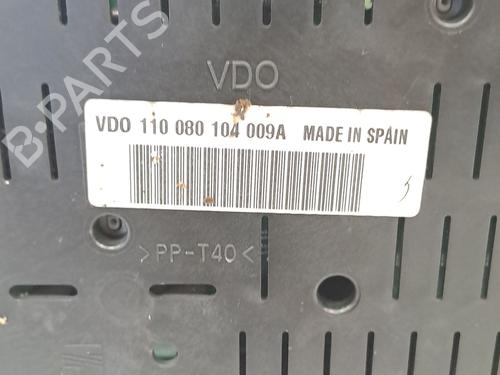 B-PARTS
VDO
VDO 110 080 104 009A MADE IN SPAIN
>PP-T40<